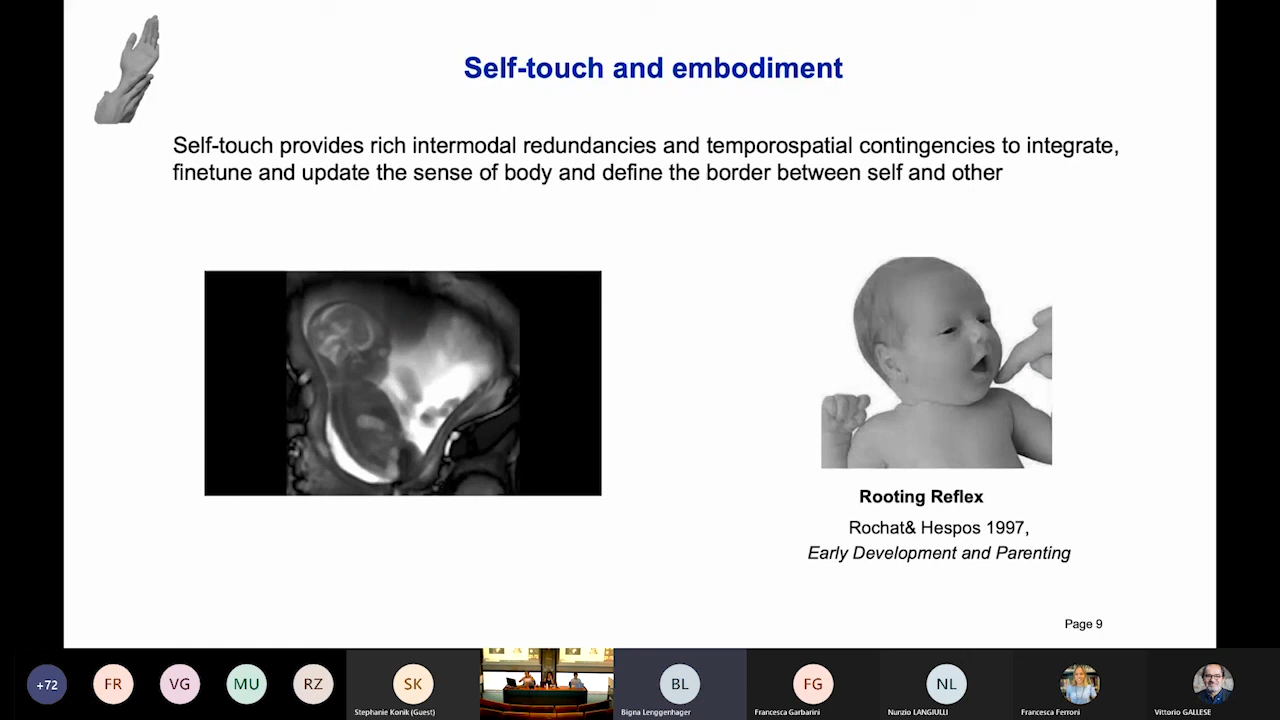 Self-touch and embodiment
Self-touch provides rich intermodal redundancies and temporospatial contingencies to integrate,
finetune and update the sense of body and define the border between self and other
Rooting Reflex
Rochat& Hespos 1997,
Early Development and Parenting
Page 9
+72
FR
VG
MU
RZ
SK
BL
FG
NL
Stephanie Konik (Guest)
Bigna Lenggenhager
Francesca Garbarini
Nunzio LANGIULLI
Francesca Ferroni
Vittorio GALLESE